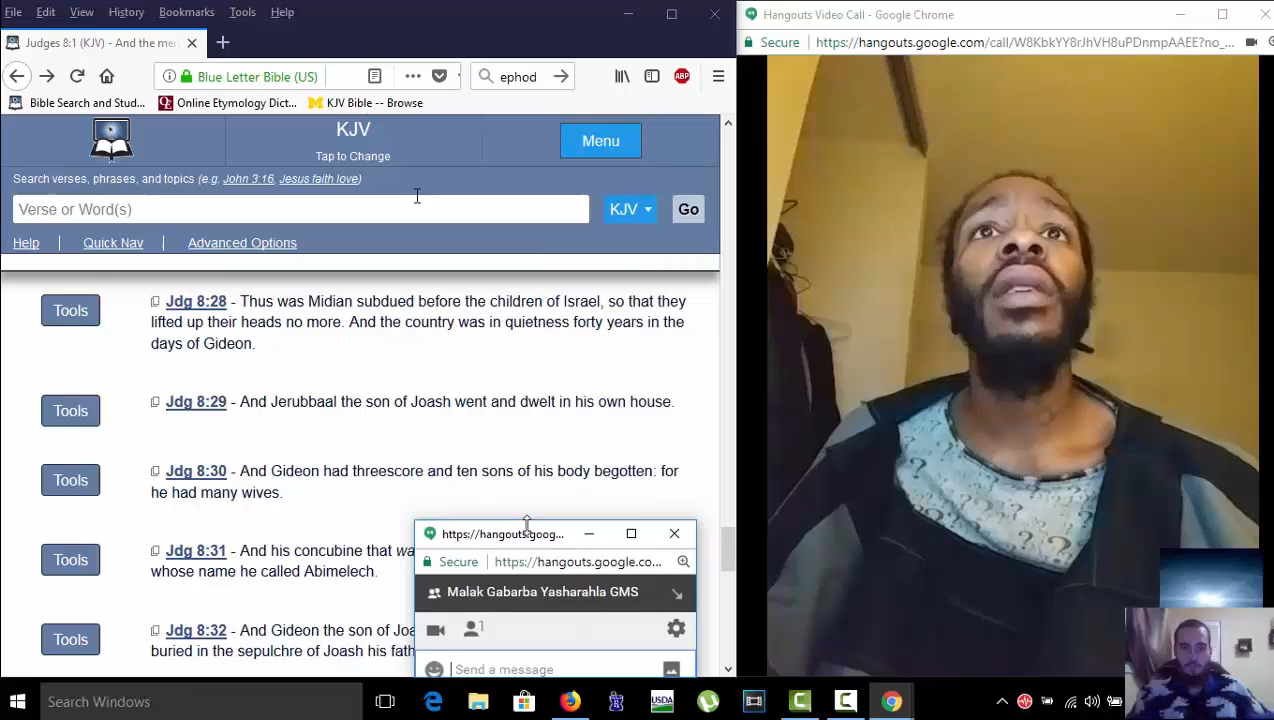 File Edit View History Bookmarks Tools Help
Judges 8:1 (KJV) - And the mer
Blue Letter Bible (US)
ephod
ABP
Bible Search and Stud...
Online Etymology Dict...
KJV Bible -- Browse
KJV
Tap to Change
Menu
Search verses, phrases, and topics (e.g. John 3:16, Jesus faith love)
Verse or Word(s)
KJV
Go
Help
Quick Nav
Advanced Options
Tools
Jdg 8:28 - Thus was Midian subdued before the children of Israel, so that they
lifted up their heads no more. And the country was in quietness forty years in the
days of Gideon.
Tools
Jdg 8:29 - And Jerubbaal the son of Joash went and dwelt in his own house.
Tools
Jdg 8:30 - And Gideon had threescore and ten sons of his body begotten: for
he had many wives.
Tools
Jdg 8:31 - And his concubine that wa
whose name he called Abimelech.
Tools
Jdg 8:32 - And Gideon the son of Joa
buried in the sepulchre of Joash his fath
https://hangouts.goog...
Secure
https://hangouts.google.co...
Malak Gabarba Yasharahla GMS
1
Send a message
Hangouts Video Call - Google Chrome
Secure
https://hangouts.google.com/call/W8KbkYY8rJhVH8uPDnmpAAEE?no_...
Search Windows
USDA